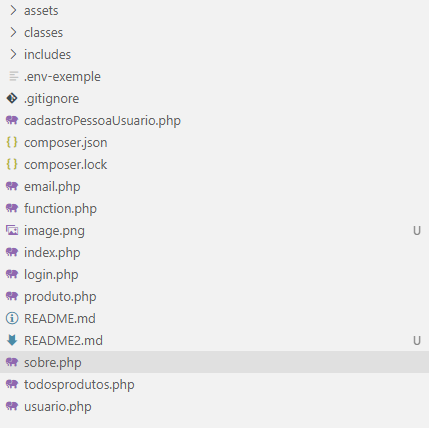 assets
classes
includes
.env-exemple
.gitignore
cadastroPessoaUsuario.php
composer.json
composer.lock
email.php
function.php
image.png U
index.php
login.php
produto.php
README.md
README2.md U
sobre.php
todosprodutos.php
usuario.php